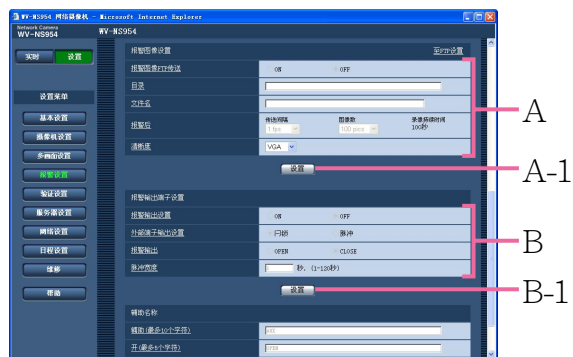 WV-NS954 网络摄像机 - Microsoft Internet Explorer
Network Camera
WV-NS954
WV-NS954
实时 设置
设置菜单
基本设置
摄像机设置
多画面设置
报警设置
验证设置
服务器设置
网络设置
日程设置
维修
帮助
报警图像设置 至FTP设置
报警图像FTP传送 ON OFF
目录
文件名
报警后 传送间隔 图像数 录像持续时间
1 fps 100 pics 100秒
清晰度 VGA
设置
报警输出端子设置
报警输出设置 ON OFF
外部端子输出设置 闩锁 脉冲
报警输出 OPEN CLOSE
脉冲宽度 秒. (1-120秒)
设置
辅助名称
辅助(最多10个字符)
开(最多5个字符) OPEN
A
A-1
B
B-1